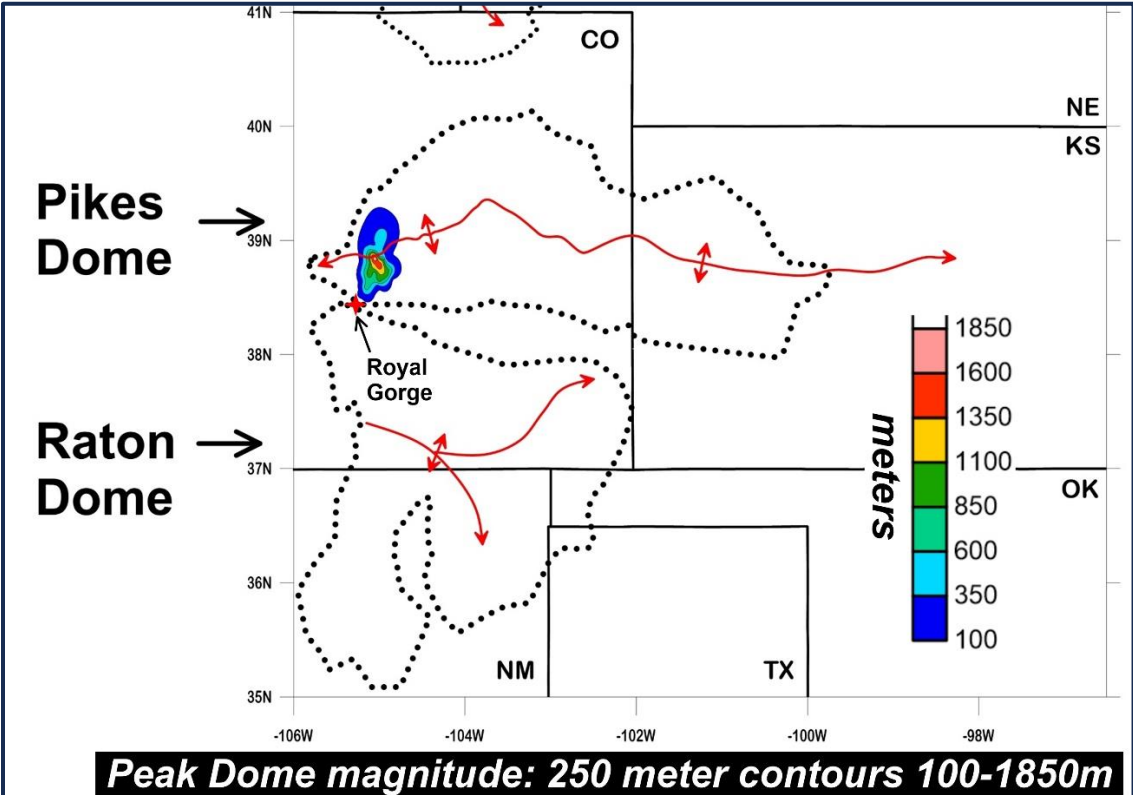 41N
CO
NE
40N
KS
Pikes
Dome
39N
38N
Royal
Gorge
1850
1600
1350
1100
850
600
350
100
meters
Raton
Dome
37N
OK
36N
NM
TX
35N
-106W
-104W
-102W
-100W
-98W
Peak Dome magnitude: 250 meter contours 100-1850m